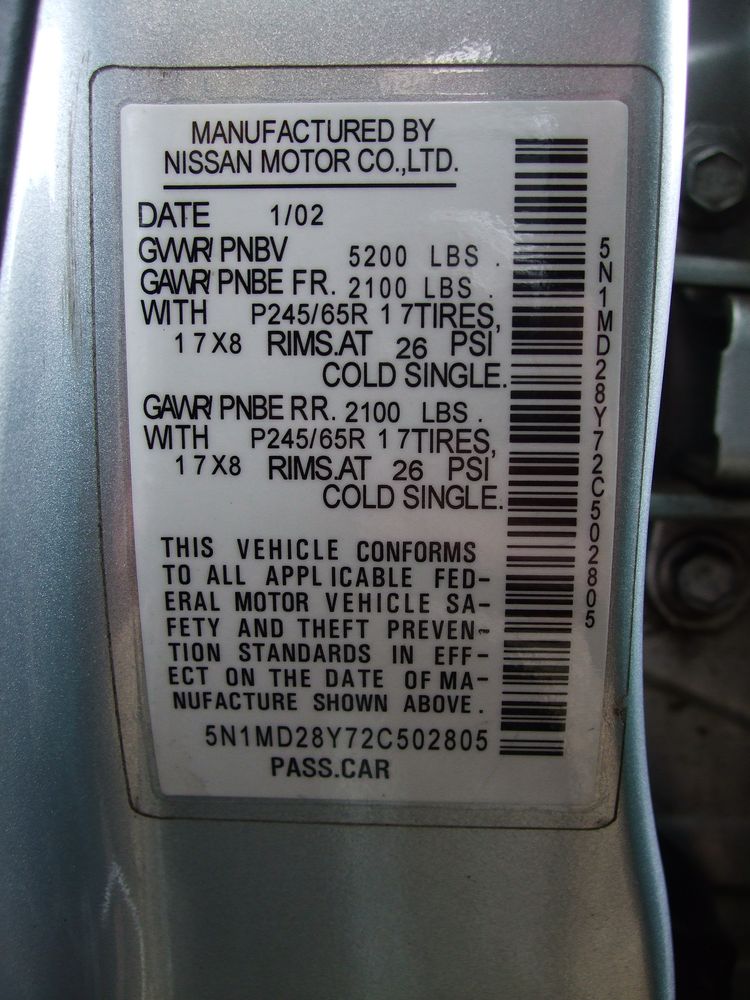 MANUFACTURED BY
NISSAN MOTOR CO.,LTD.
DATE 1/02
GVWR/PNBV 5200 LBS.
GAWR/PNBE FR. 2100 LBS.
WITH P245/65R 17TIRES,
17X8 RIMS.AT 26 PSI
COLD SINGLE.
GAWR/PNBE RR. 2100 LBS.
WITH P245/65R 17TIRES,
17X8 RIMS.AT 26 PSI
COLD SINGLE.
THIS VEHICLE CONFORMS
TO ALL APPLICABLE FED-
ERAL MOTOR VEHICLE SA-
FETY AND THEFT PREVEN-
TION STANDARDS IN EFF-
ECT ON THE DATE OF MA-
NUFACTURE SHOWN ABOVE.
5N1MD28Y72C502805
PASS.CAR
5N1MD28Y72C502805